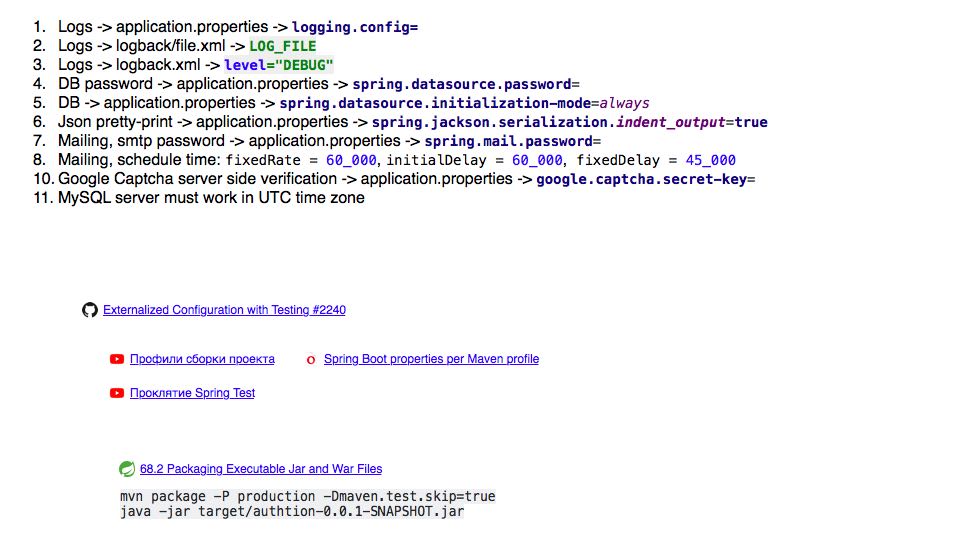 1. Logs -> application.properties -> logging.config=
2. Logs -> logback/file.xml -> LOG_FILE
3. Logs -> logback.xml -> level="DEBUG"
4. DB password -> application.properties -> spring.datasource.password=
5. DB -> application.properties -> spring.datasource.initialization-mode=always
6. Json pretty-print -> application.properties -> spring.jackson.serialization.indent_output=true
7. Mailing, smtp password -> application.properties -> spring.mail.password=
8. Mailing, schedule time: fixedRate = 60_000, initialDelay = 60_000, fixedDelay = 45_000
10. Google Captcha server side verification -> application.properties -> google.captcha.secret-key=
11. MySQL server must work in UTC time zone
Externalized Configuration with Testing #2240
Профили сборки проекта Spring Boot properties per Maven profile
Проклятие Spring Test
68.2 Packaging Executable Jar and War Files
mvn package -P production -Dmaven.test.skip=true
java -jar target/authtion-0.0.1-SNAPSHOT.jar